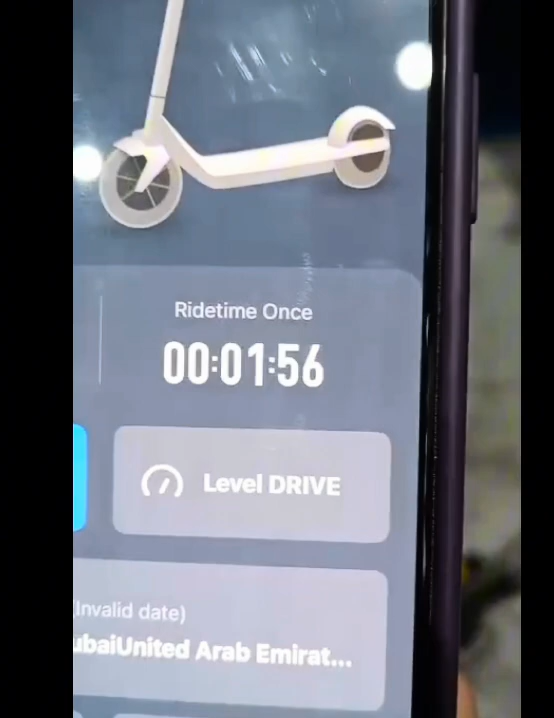 Ridetime Once
00:01:56
Level DRIVE
(Invalid date)
ubaiUnited Arab Emirat...